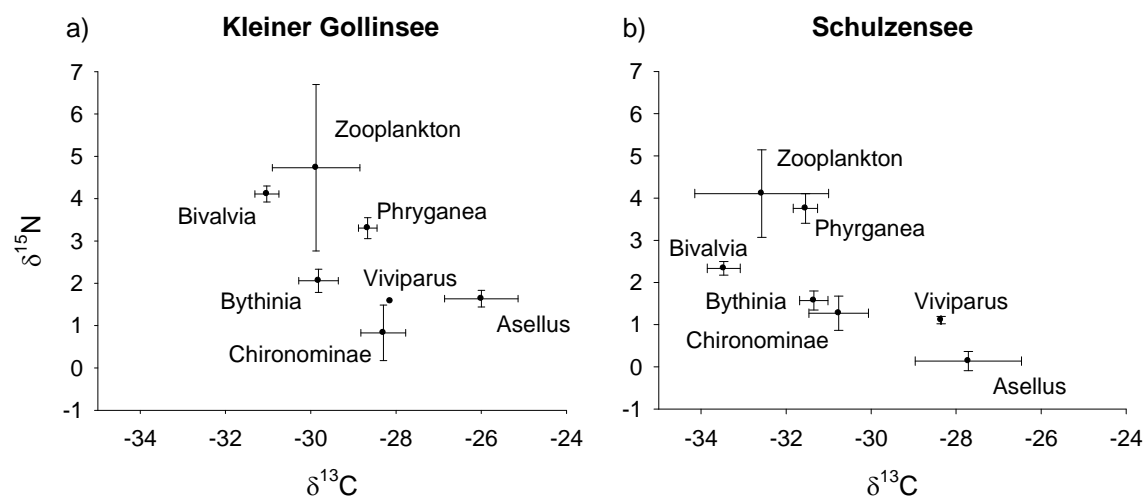 a) Kleiner Gollinsee
7
6
5
4
3
2
1
0
-1
δ15N
Zooplankton
Bivalvia
Phryganea
Bythinia
Viviparus
Asellus
Chironominae
-34 -32 -30 -28 -26 -24
δ13C
b) Schulzensee
7
6
5
4
3
2
1
0
-1
Zooplankton
Phyrganea
Bivalvia
Bythinia
Viviparus
Chironominae
Asellus
-34 -32 -30 -28 -26 -24
δ13C